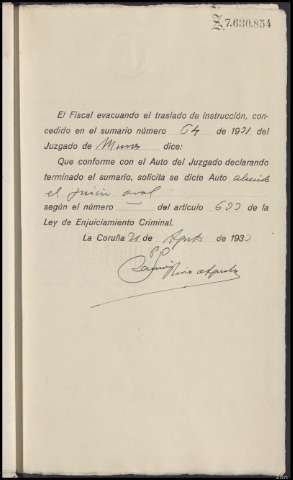 Z.7.630.854
El Fiscal evacuando el traslado de instrucción, con-
cedido en el sumario número 64 de 1931 del
Juzgado de Muros dice:
Que conforme con el Auto del Juzgado declarando
terminado el sumario, solicita se dicte Auto abriendo
el juicio oral
según el número — del artículo 633 de la
Ley de Enjuiciamiento Criminal.
La Coruña 21 de Agosto de 193
P.D.